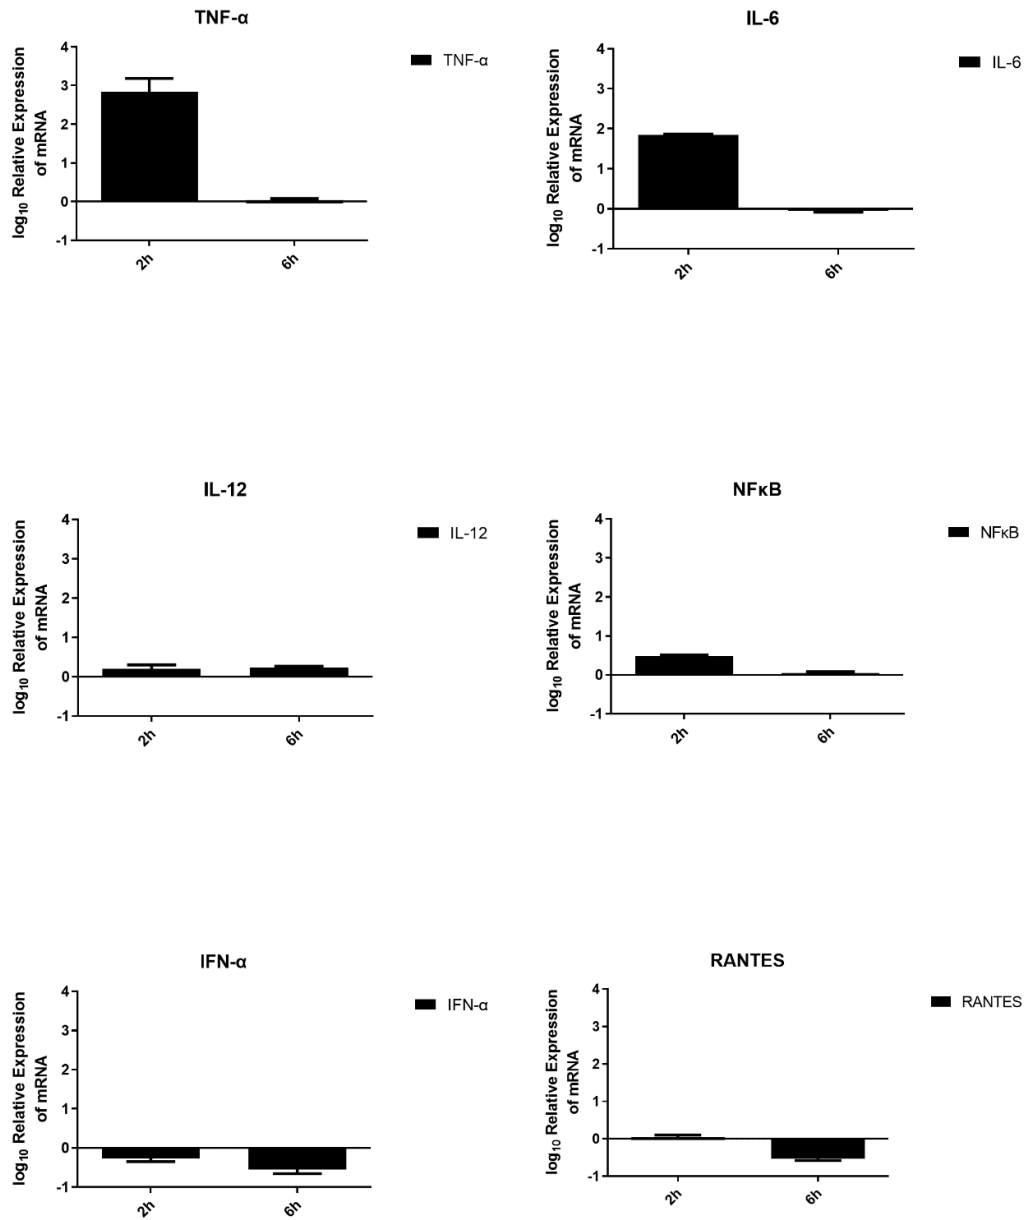 TNF-α
TNF-α
log10 Relative Expression
of mRNA
4
3
2
1
0
-1
2h
6h
IL-6
IL-6
log10 Relative Expression
of mRNA
4
3
2
1
0
-1
2h
6h
IL-12
IL-12
log10 Relative Expression
of mRNA
4
3
2
1
0
-1
2h
6h
NFκB
NFκB
log10 Relative Expression
of mRNA
4
3
2
1
0
-1
2h
6h
IFN-α
IFN-α
log10 Relative Expression
of mRNA
4
3
2
1
0
-1
2h
6h
RANTES
RANTES
log10 Relative Expression
of mRNA
4
3
2
1
0
-1
2h
6h